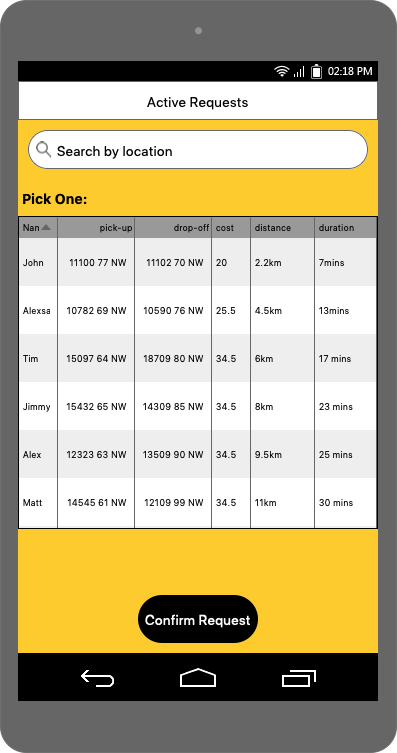 02:18 PM
Active Requests
Search by location
Pick One:
Nan pick-up drop-off cost distance duration
John 11100 77 NW 11102 70 NW 20 2.2km 7mins
Alexsa 10782 69 NW 10590 76 NW 25.5 4.5km 13mins
Tim 15097 64 NW 18709 80 NW 34.5 6km 17 mins
Jimmy 15432 65 NW 14309 85 NW 34.5 8km 23 mins
Alex 12323 63 NW 13509 90 NW 34.5 9.5km 25 mins
Matt 14545 61 NW 12109 99 NW 34.5 11km 30 mins
Confirm Request